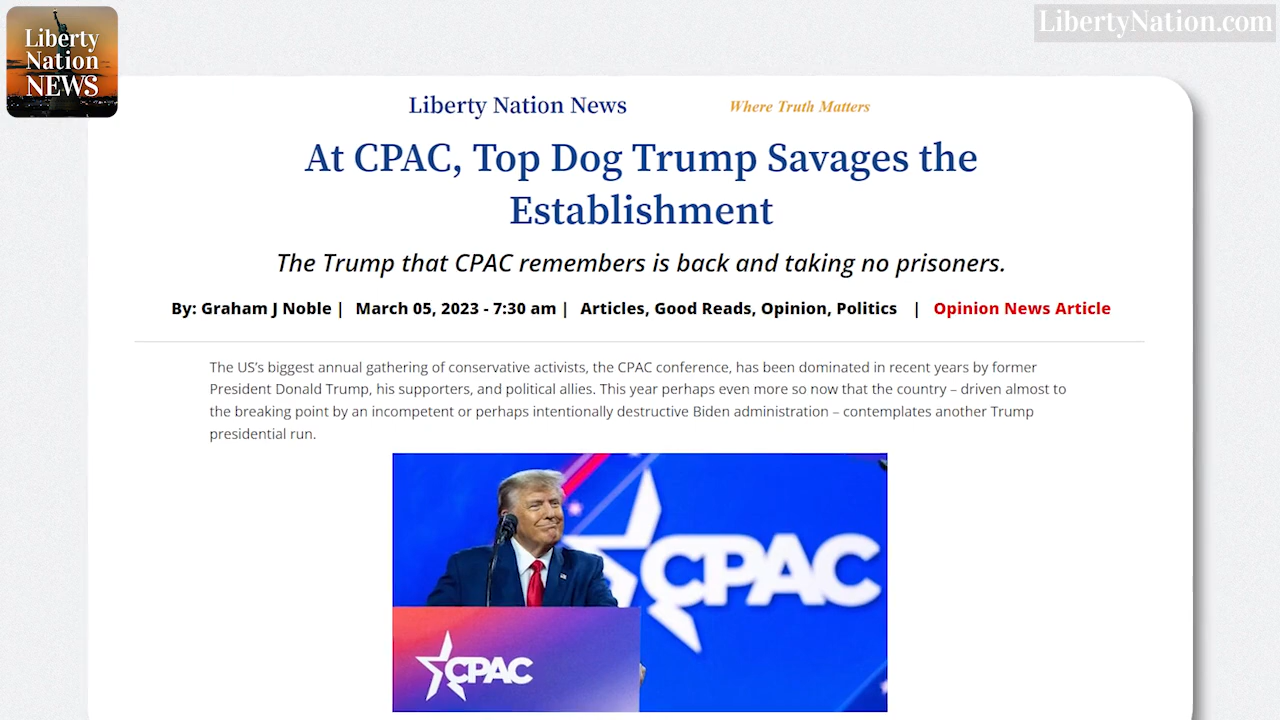 Liberty
Nation
NEWS
LibertyNation.com
Liberty Nation News
Where Truth Matters
At CPAC, Top Dog Trump Savages the
Establishment
The Trump that CPAC remembers is back and taking no prisoners.
By: Graham J Noble | March 05, 2023 - 7:30 am | Articles, Good Reads, Opinion, Politics | Opinion News Article
The US’s biggest annual gathering of conservative activists, the CPAC conference, has been dominated in recent years by former
President Donald Trump, his supporters, and political allies. This year perhaps even more so now that the country – driven almost to
the breaking point by an incompetent or perhaps intentionally destructive Biden administration – contemplates another Trump
presidential run.
CPAC
CPAC